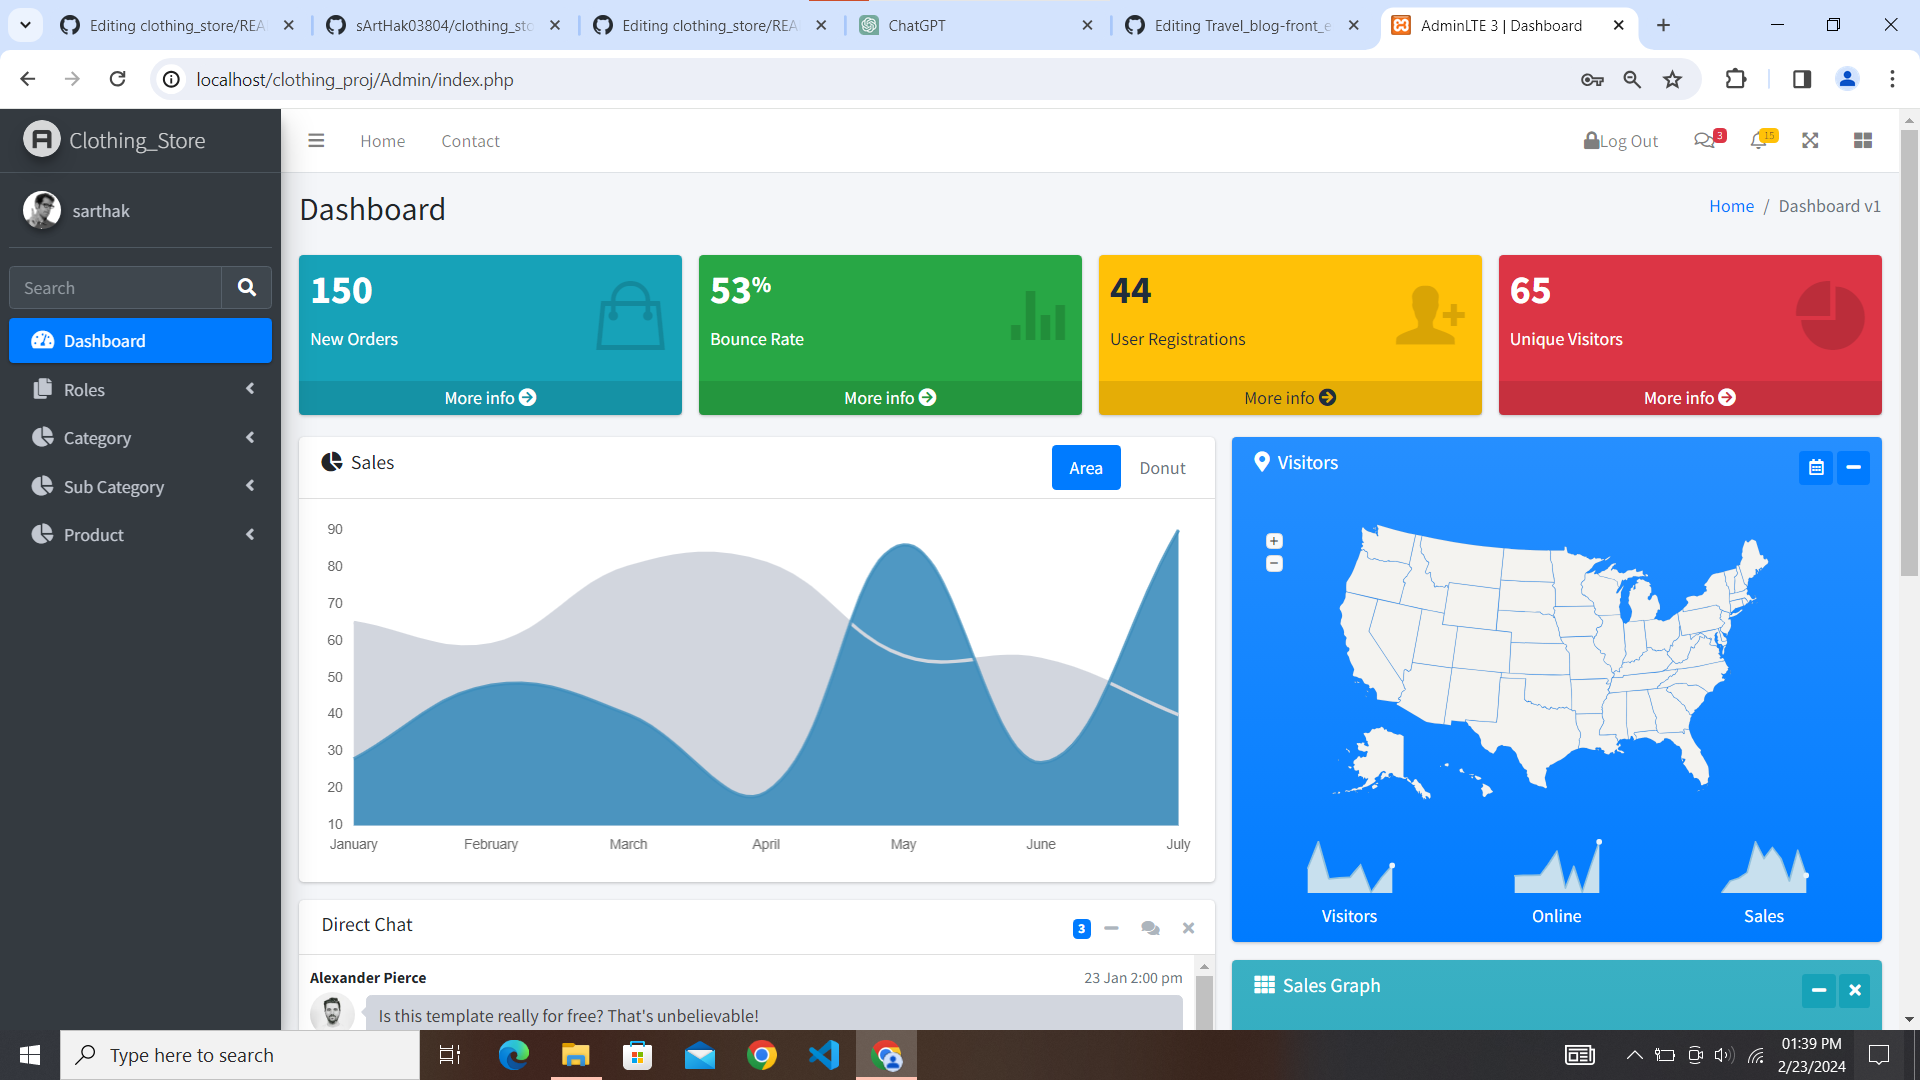 Editing clothing_store/REA
sArtHak03804/clothing_sto
Editing clothing_store/REA
ChatGPT
Editing Travel_blog-front_e
AdminLTE 3 | Dashboard
localhost/clothing_proj/Admin/index.php
Clothing_Store
Home
Contact
Log Out
3
15
sarthak
Dashboard
Home / Dashboard v1
Search
Dashboard
Roles
Category
Sub Category
Product
150
New Orders
More info
53%
Bounce Rate
More info
44
User Registrations
More info
65
Unique Visitors
More info
Sales
Area
Donut
90
80
70
60
50
40
30
20
10
January
February
March
April
May
June
July
Visitors
+
−
Visitors
Online
Sales
Direct Chat
3
Alexander Pierce
23 Jan 2:00 pm
Is this template really for free? That's unbelievable!
Sales Graph
Type here to search
01:39 PM
2/23/2024